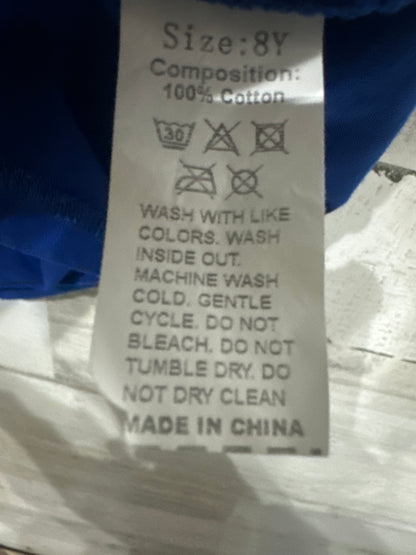 Size:8Y
Composition:
100% Cotton
30
WASH WITH LIKE
COLORS. WASH
INSIDE OUT.
MACHINE WASH
COLD. GENTLE
CYCLE. DO NOT
BLEACH. DO NOT
TUMBLE DRY. DO
NOT DRY CLEAN
MADE IN CHINA